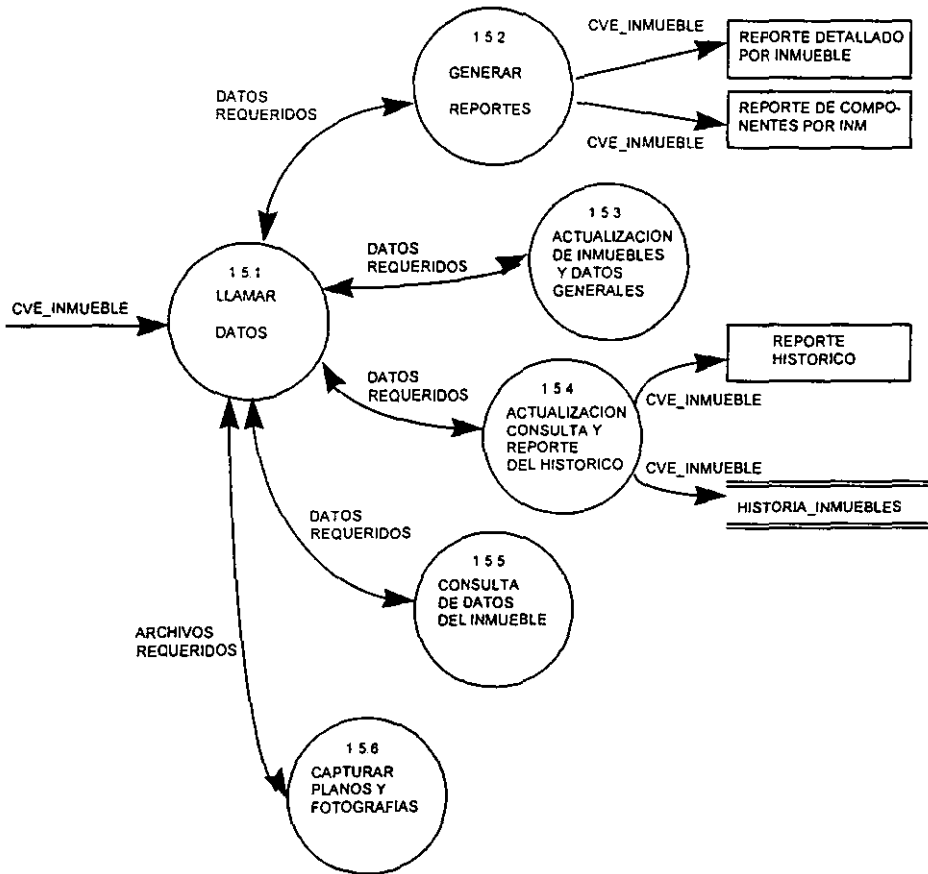 1 5 2
GENERAR
REPORTES
CVE_INMUEBLE
REPORTE DETALLADO
POR INMUEBLE
REPORTE DE COMPO-
NENTES POR INM
CVE_INMUEBLE
DATOS
REQUERIDOS
1 5 3
ACTUALIZACION
DE INMUEBLES
Y DATOS
GENERALES
DATOS
REQUERIDOS
1 5.1
LLAMAR
DATOS
CVE_INMUEBLE
DATOS
REQUERIDOS
1 5 4
ACTUALIZACION
CONSULTA Y
REPORTE
DEL HISTORICO
REPORTE
HISTORICO
CVE_INMUEBLE
CVE_INMUEBLE
HISTORIA_INMUEBLES
DATOS
REQUERIDOS
1 5 5
CONSULTA
DE DATOS
DEL INMUEBLE
ARCHIVOS
REQUERIDOS
1 5.6
CAPTURAR
PLANOS Y
FOTOGRAFIAS